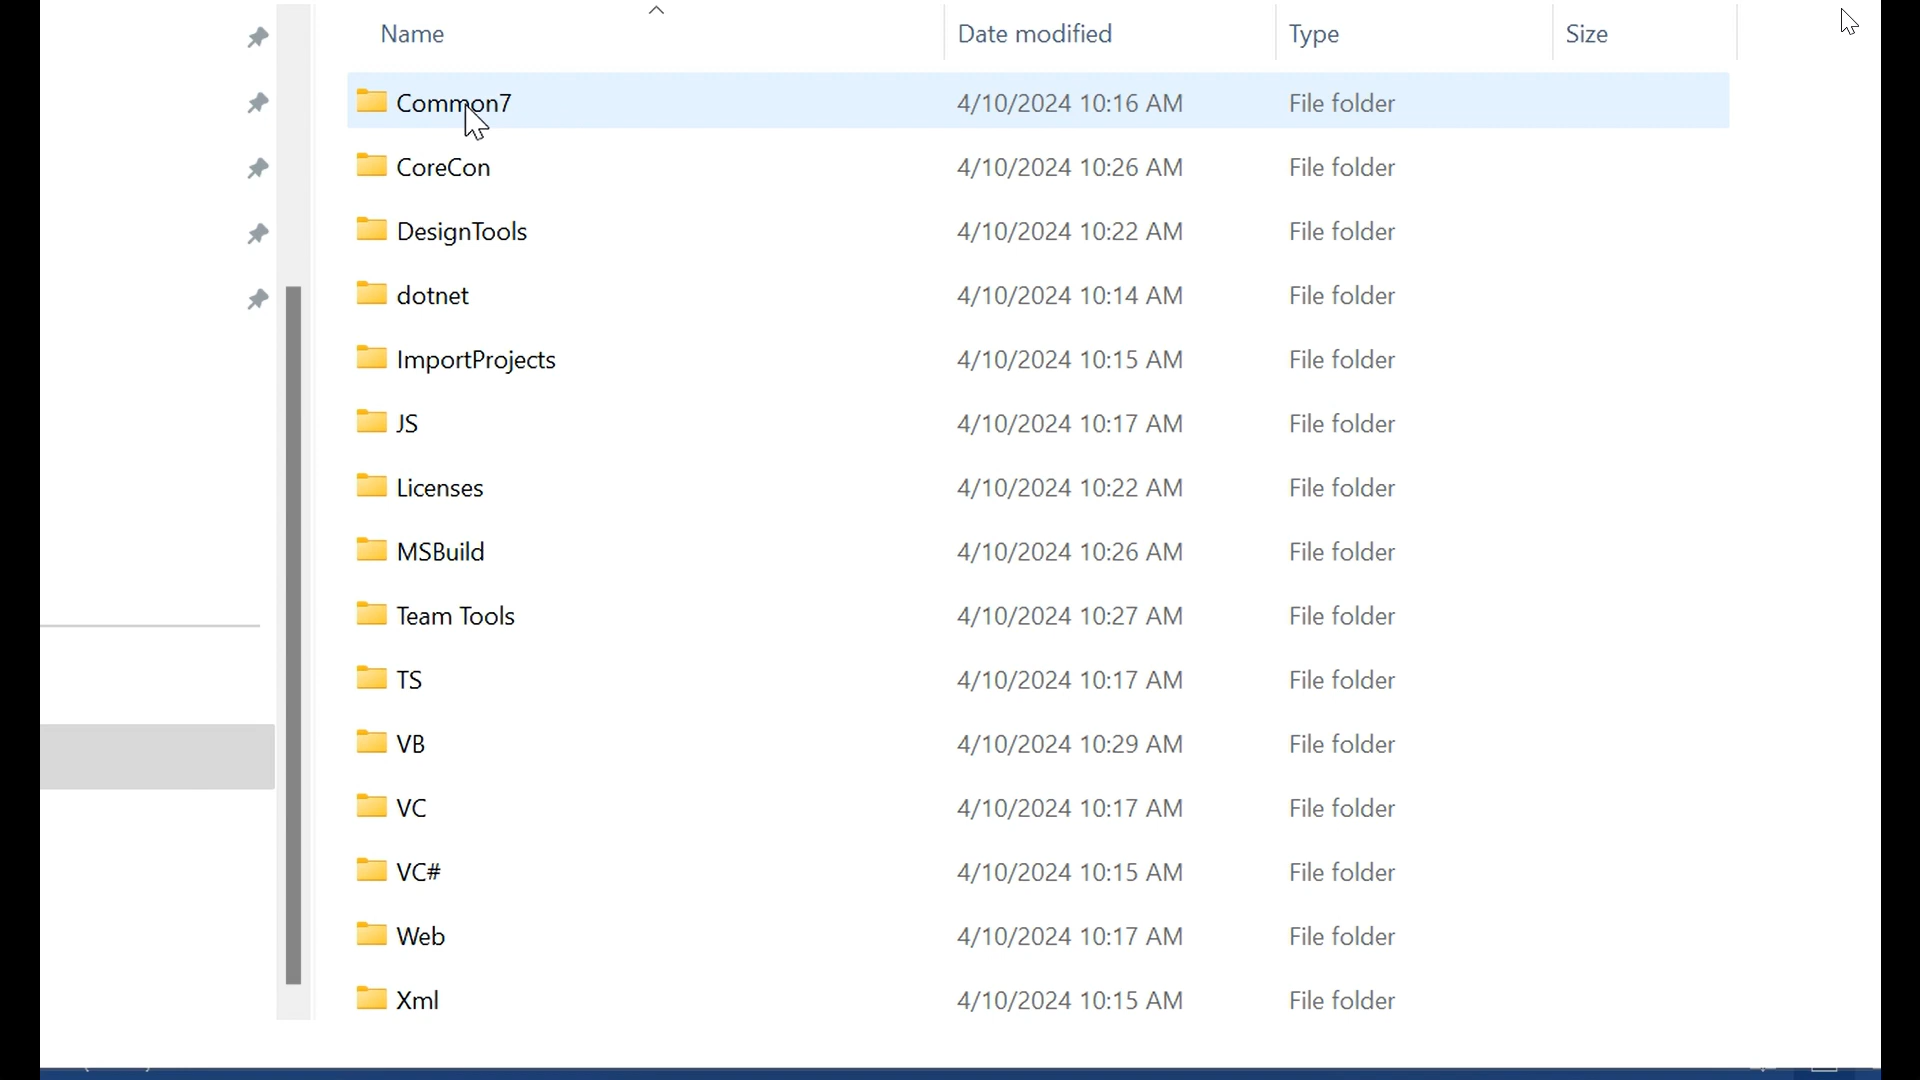 Name Date modified Type Size
Common7 4/10/2024 10:16 AM File folder
CoreCon 4/10/2024 10:26 AM File folder
DesignTools 4/10/2024 10:22 AM File folder
dotnet 4/10/2024 10:14 AM File folder
ImportProjects 4/10/2024 10:15 AM File folder
JS 4/10/2024 10:17 AM File folder
Licenses 4/10/2024 10:22 AM File folder
MSBuild 4/10/2024 10:26 AM File folder
Team Tools 4/10/2024 10:27 AM File folder
TS 4/10/2024 10:17 AM File folder
VB 4/10/2024 10:29 AM File folder
VC 4/10/2024 10:17 AM File folder
VC# 4/10/2024 10:15 AM File folder
Web 4/10/2024 10:17 AM File folder
Xml 4/10/2024 10:15 AM File folder